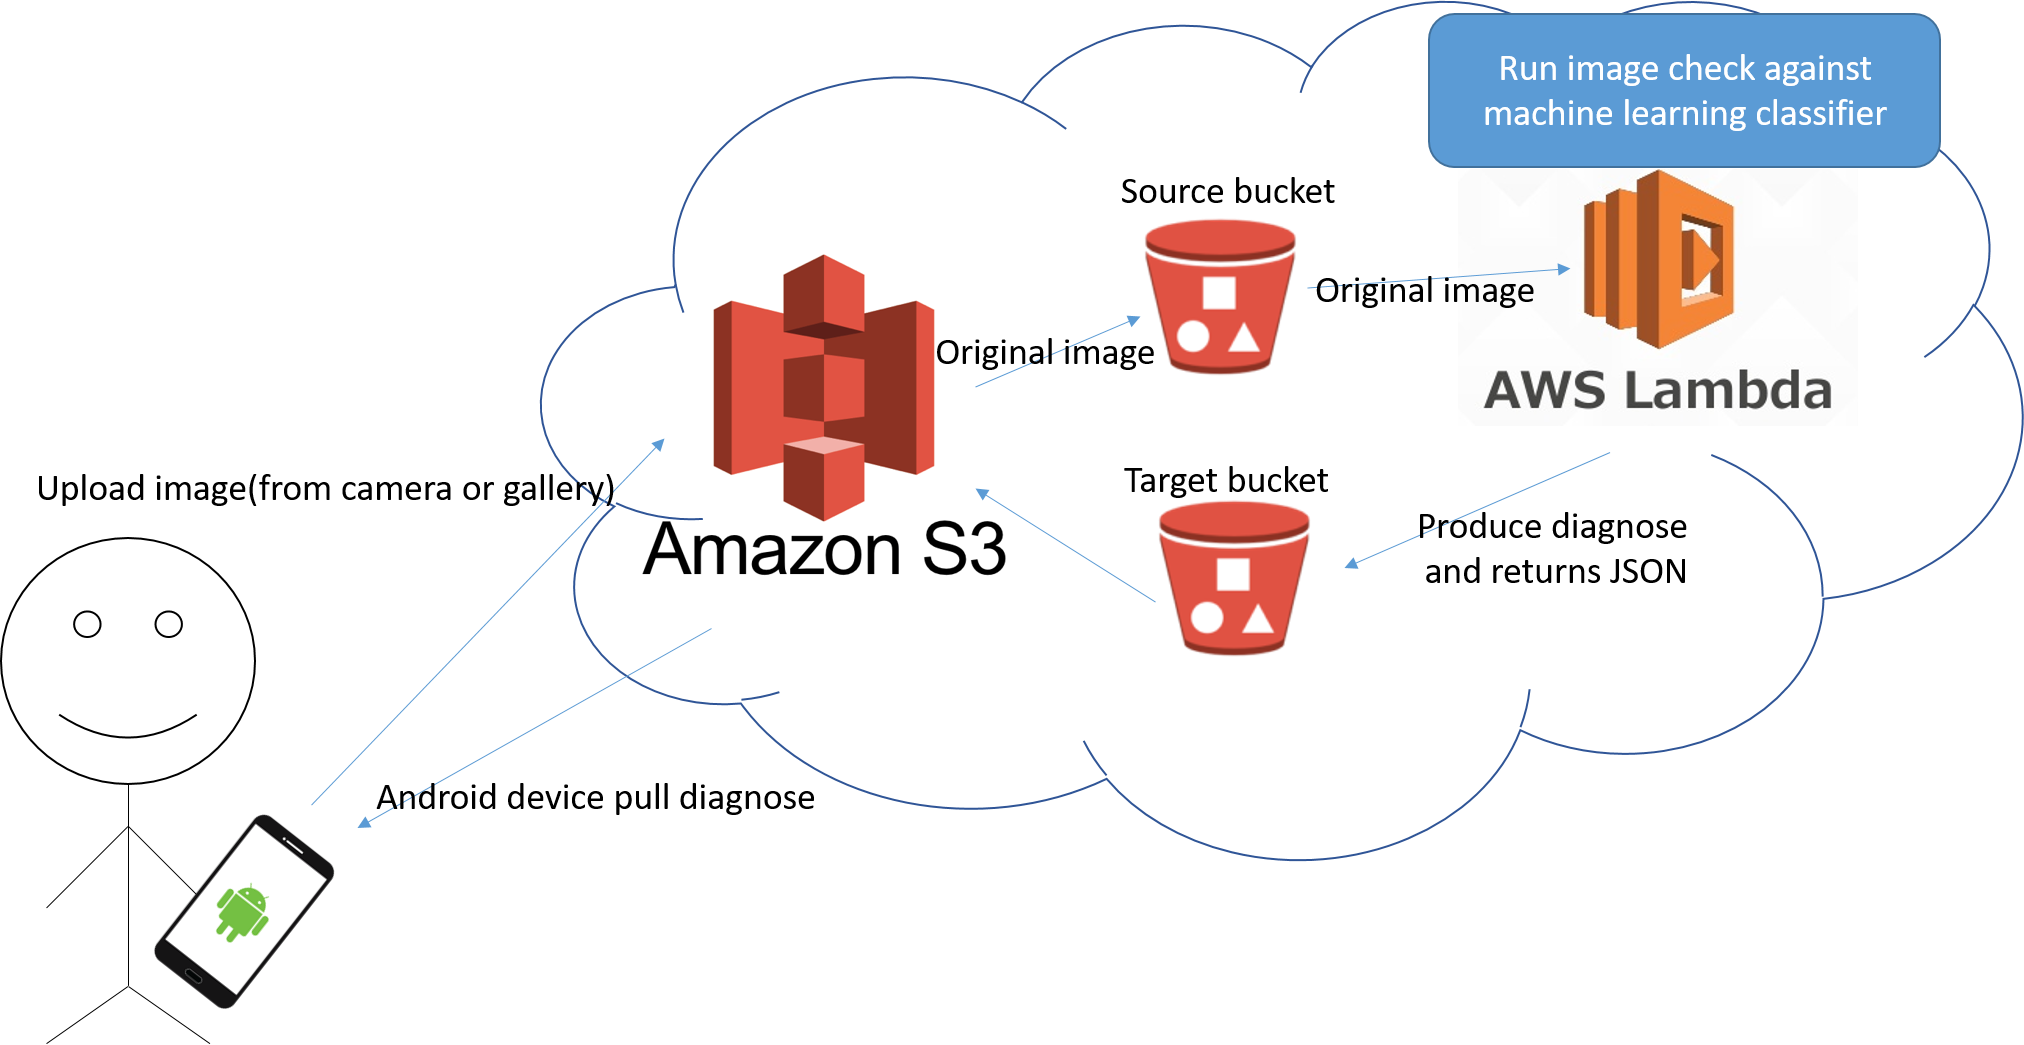 Run image check against
machine learning classifier
Source bucket
Original image
Original image
AWS Lambda
Upload image(from camera or gallery)
Amazon S3
Target bucket
Produce diagnose
and returns JSON
Android device pull diagnose